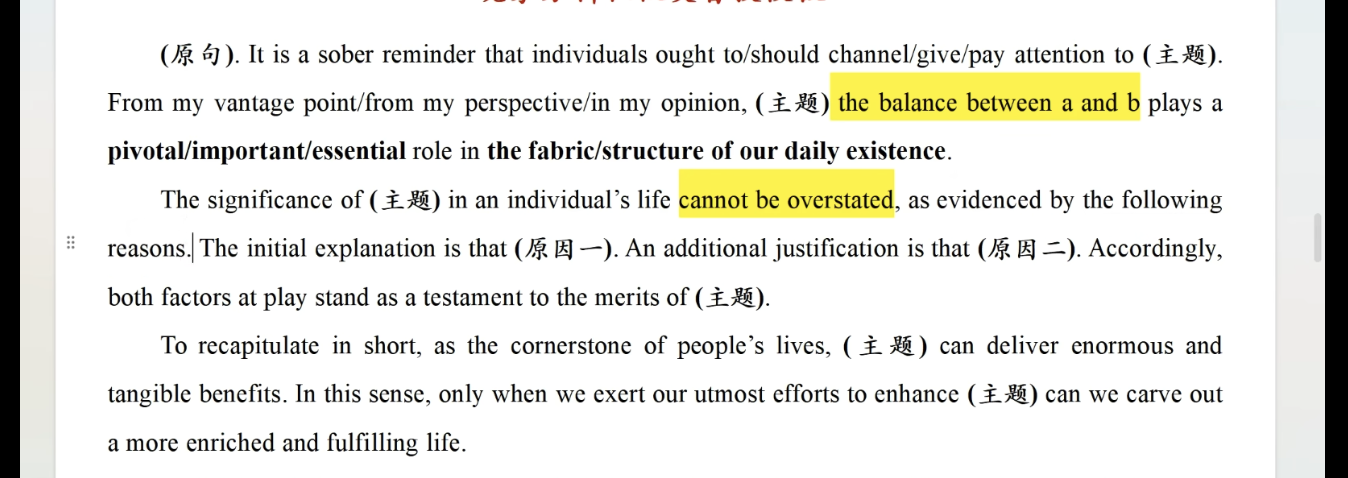 (原句). It is a sober reminder that individuals ought to/should channel/give/pay attention to (主题).
From my vantage point/from my perspective/in my opinion, (主题) the balance between a and b plays a
pivotal/important/essential role in the fabric/structure of our daily existence.
The significance of (主题) in an individual's life cannot be overstated, as evidenced by the following
reasons. The initial explanation is that (原因一). An additional justification is that (原因二). Accordingly,
both factors at play stand as a testament to the merits of (主题).
To recapitulate in short, as the cornerstone of people's lives, (主题) can deliver enormous and
tangible benefits. In this sense, only when we exert our utmost efforts to enhance (主题) can we carve out
a more enriched and fulfilling life.